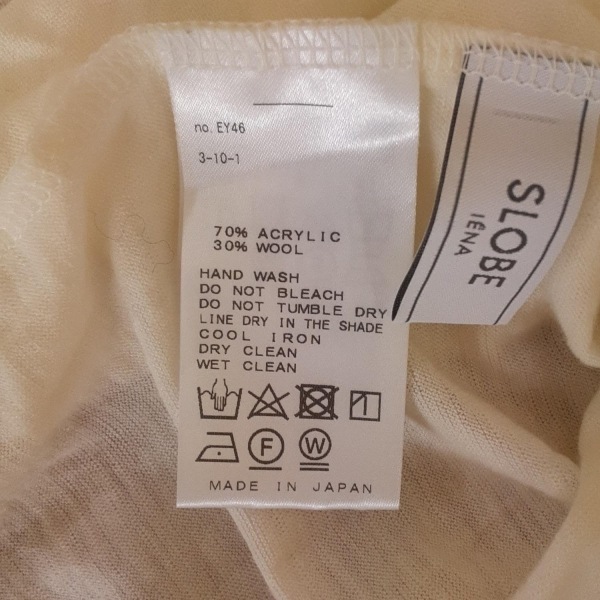 no. EY46
3-10-1
70% ACRYLIC
30% WOOL
HAND WASH
DO NOT BLEACH
DO NOT TUMBLE DRY
LINE DRY IN THE SHADE
COOL IRON
DRY CLEAN
WET CLEAN
F
W
MADE IN JAPAN
SLOBE
IÉNA